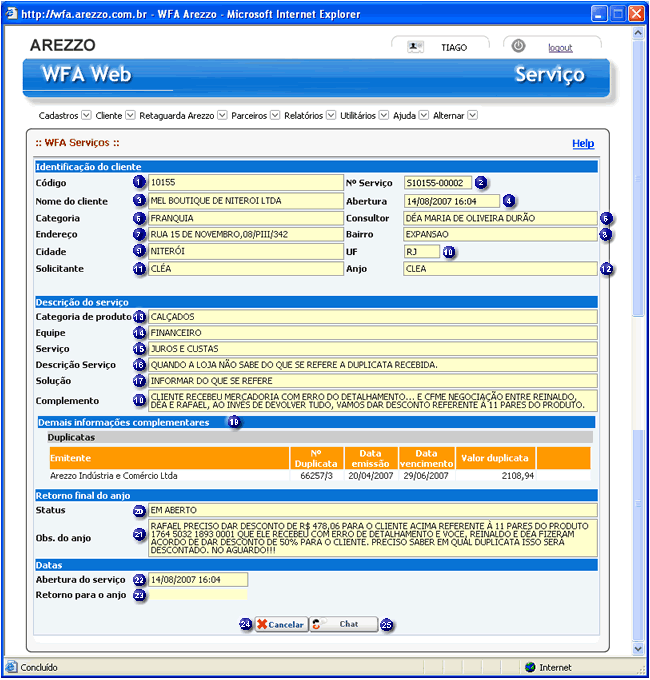 http://wfa.arezzo.com.br - WFA Arezzo - Microsoft Internet Explorer
AREZZO
TIAGO
logout
WFA Web
Serviço
Cadastros Cliente Retaguarda Arezzo Parceiros Relatórios Utilitários Ajuda Alternar
:: WFA Serviços ::
Help
Identificação do cliente
Código 1 10155 Nº Serviço S10155-00002 2
Nome do cliente 3 MEL BOUTIQUE DE NITEROI LTDA Abertura 14/08/2007 16:04 4
Categoria 5 FRANQUIA Consultor DÉA MARIA DE OLIVEIRA DURÃO 6
Endereço 7 RUA 15 DE NOVEMBRO,08/PIII/342 Bairro EXPANSAO 8
Cidade 9 NITERÓI UF RJ 10
Solicitante 11 CLÉA Anjo CLEA 12
Descrição do serviço
Categoria de produto 13 CALÇADOS
Equipe 14 FINANCEIRO
Serviço 15 JUROS E CUSTAS
Descrição Serviço 16 QUANDO A LOJA NÃO SABE DO QUE SE REFERE A DUPLICATA RECEBIDA.
Solução 17 INFORMAR DO QUE SE REFERE
Complemento 18 CLIENTE RECEBEU MERCADORIA COM ERRO DO DETALHAMENTO... E CFME NEGOCIAÇÃO ENTRE REINALDO,
DÉA E RAFAEL, AO INVÉS DE DEVOLVER TUDO, VAMOS DAR DESCONTO REFERENTE À 11 PARES DO PRODUTO.
Demais informações complementares 19
Duplicatas
Emitente Nº Duplicata Data emissão Data vencimento Valor duplicata
Arezzo Indústria e Comércio Ltda 66257/3 20/04/2007 29/06/2007 2108,94
Retorno final do anjo
Status 20 EM ABERTO
Obs. do anjo 21 RAFAEL PRECISO DAR DESCONTO DE R$ 478,06 PARA O CLIENTE ACIMA REFERENTE À 11 PARES DO PRODUTO
1764 5032 1893 0001 QUE ELE RECEBEU COM ERRO DE DETALHAMENTO E VOCE, REINALDO E DÉA FIZERAM
ACORDO DE DAR DESCONTO DE 50% PARA O CLIENTE. PRECISO SABER EM QUAL DUPLICATA ISSO SERÁ
DESCONTADO. NO AGUARDO!!!
Datas
Abertura do serviço 22 14/08/2007 16:04
Retorno para o anjo 23
24 Cancelar Chat 25
Concluído Internet